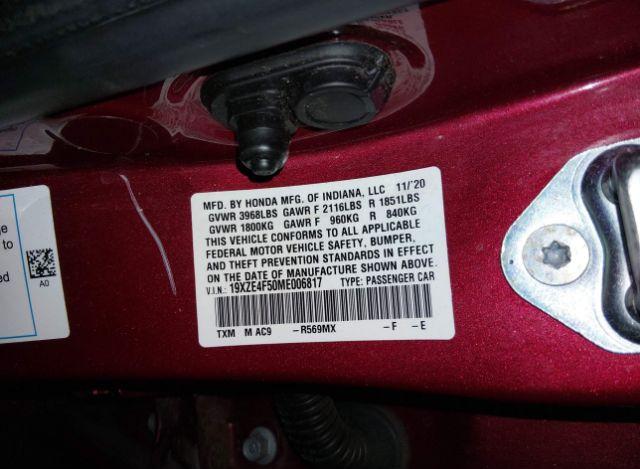 MFD. BY HONDA MFG. OF INDIANA, LLC 11/'20
GVWR 3968LBS GAWR F 2116LBS R 1851LBS
GVWR 1800KG GAWR F 960KG R 840KG
THIS VEHICLE CONFORMS TO ALL APPLICABLE
FEDERAL MOTOR VEHICLE SAFETY, BUMPER,
AND THEFT PREVENTION STANDARDS IN EFFECT
ON THE DATE OF MANUFACTURE SHOWN ABOVE.
V.I.N.: 19XZE4F50ME006817 TYPE: PASSENGER CAR
TXM M AC9 -R569MX -F -E
to
A0